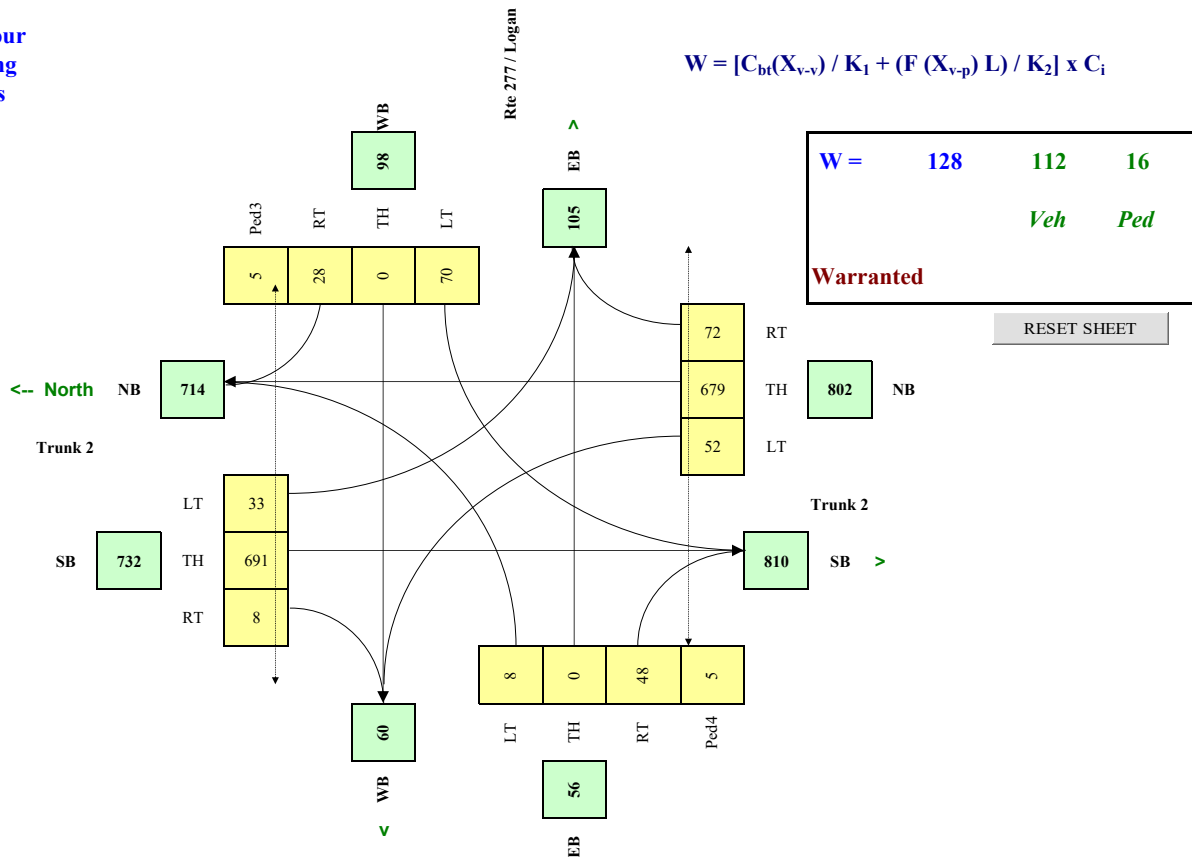 our
ng
s
Rte 277 / Logan
W = [Cbt(Xv-v) / K1 + (F (Xv-p) L) / K2] x Ci
WB
98
^
EB
105
W = 128 112 16
Veh Ped
Warranted
RESET SHEET
Ped3 RT TH LT
5 28 0 70
72 RT
<-- North NB 714
679 TH 802 NB
52 LT
Trunk 2
LT 33
Trunk 2
SB 732 TH 691
810 SB >
RT 8
8 0 48 5
LT TH RT Ped4
60
WB
v
56
EB